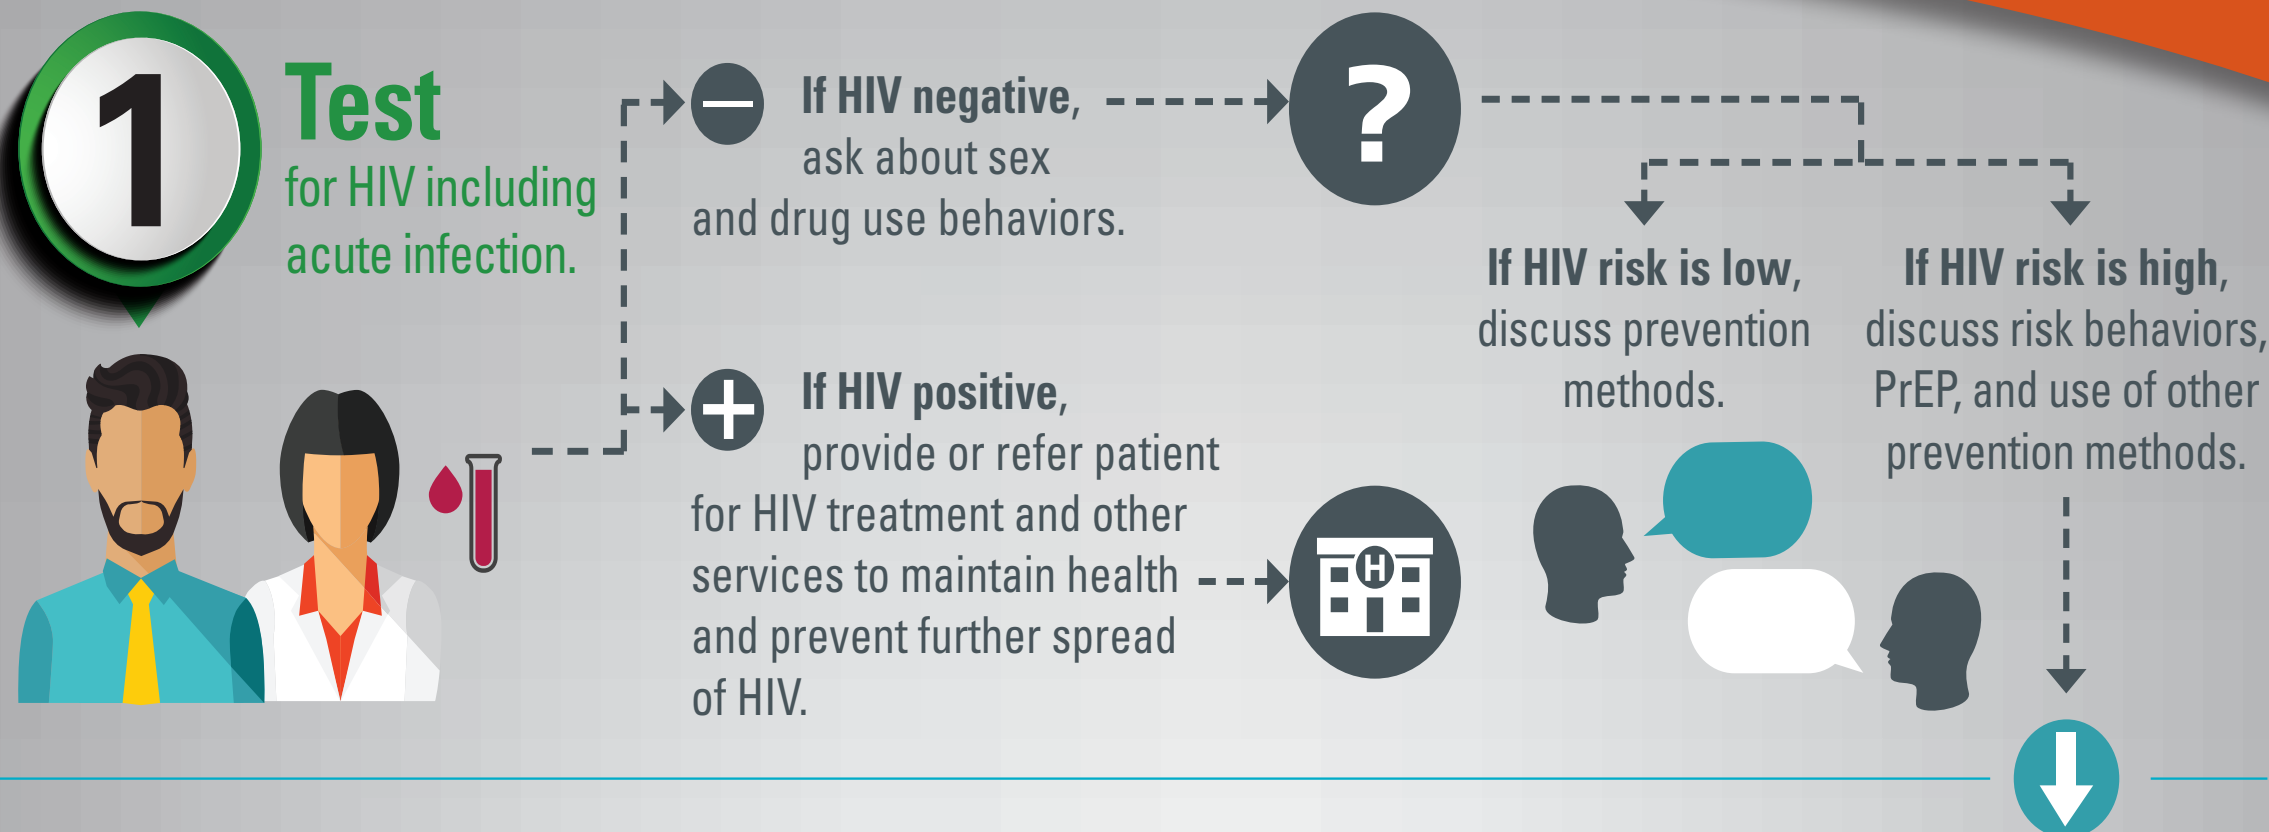 1
Test
for HIV including
acute infection.
If HIV negative,
ask about sex
and drug use behaviors.
?
If HIV risk is low,
discuss prevention
methods.
If HIV risk is high,
discuss risk behaviors,
PrEP, and use of other
prevention methods.
If HIV positive,
provide or refer patient
for HIV treatment and other
services to maintain health
and prevent further spread
of HIV.
H